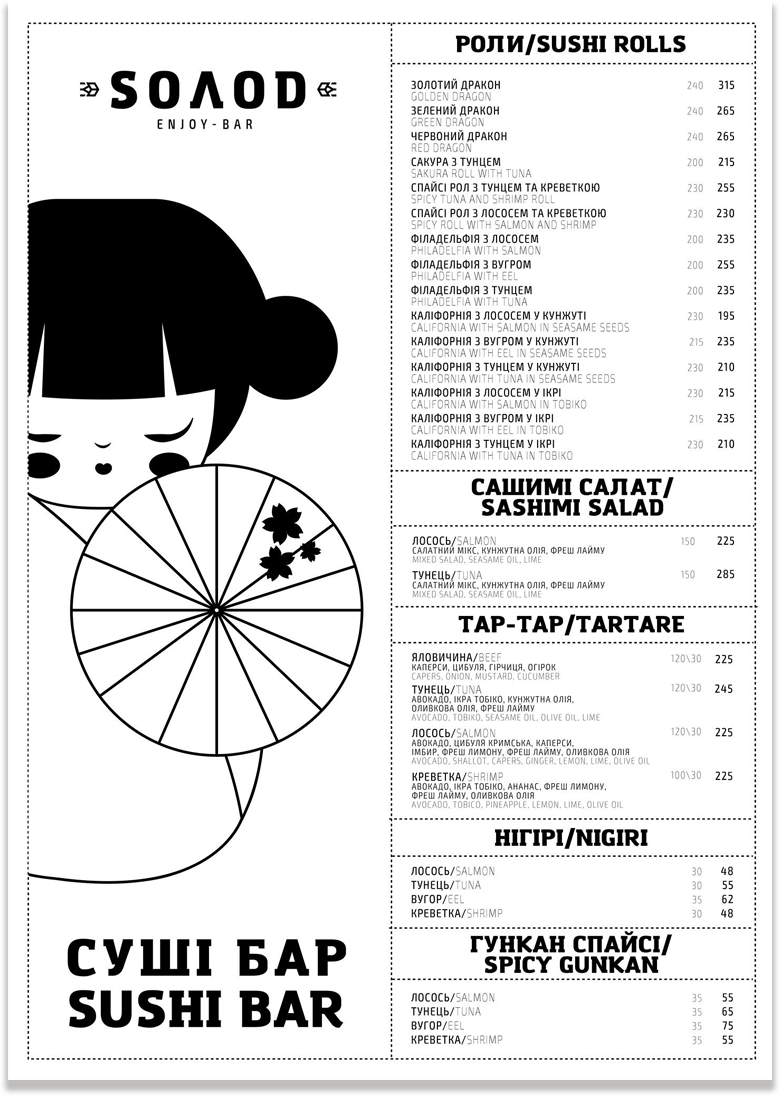 SOΛOD
ENJOY-BAR
СУШІ БАР
SUSHI BAR
РОЛИ/SUSHI ROLLS
ЗОЛОТИЙ ДРАКОН 240 315
GOLDEN DRAGON
ЗЕЛЕНИЙ ДРАКОН 240 265
GREEN DRAGON
ЧЕРВОНИЙ ДРАКОН 240 265
RED DRAGON
САКУРА З ТУНЦЕМ 200 215
SAKURA ROLL WITH TUNA
СПАЙСІ РОЛ З ТУНЦЕМ ТА КРЕВЕТКОЮ 230 255
SPICY TUNA AND SHRIMP ROLL
СПАЙСІ РОЛ З ЛОСОСЕМ ТА КРЕВЕТКОЮ 230 230
SPICY ROLL WITH SALMON AND SHRIMP
ФІЛАДЕЛЬФІЯ З ЛОСОСЕМ 200 235
PHILADELFIA WITH SALMON
ФІЛАДЕЛЬФІЯ З ВУГРОМ 200 255
PHILADELFIA WITH EEL
ФІЛАДЕЛЬФІЯ З ТУНЦЕМ 200 235
PHILADELFIA WITH TUNA
КАЛІФОРНІЯ З ЛОСОСЕМ У КУНЖУТІ 230 195
CALIFORNIA WITH SALMON IN SEASAME SEEDS
КАЛІФОРНІЯ З ВУГРОМ У КУНЖУТІ 215 235
CALIFORNIA WITH EEL IN SEASAME SEEDS
КАЛІФОРНІЯ З ТУНЦЕМ У КУНЖУТІ 230 210
CALIFORNIA WITH TUNA IN SEASAME SEEDS
КАЛІФОРНІЯ З ЛОСОСЕМ У ІКРІ 230 215
CALIFORNIA WITH SALMON IN TOBIKO
КАЛІФОРНІЯ З ВУГРОМ У ІКРІ 215 235
CALIFORNIA WITH EEL IN TOBIKO
КАЛІФОРНІЯ З ТУНЦЕМ У ІКРІ 230 210
CALIFORNIA WITH TUNA IN TOBIKO
САШИМІ САЛАТ/
SASHIMI SALAD
ЛОСОСЬ/SALMON 150 225
САЛАТНИЙ МІКС, КУНЖУТНА ОЛІЯ, ФРЕШ ЛАЙМУ
MIXED SALAD, SEASAME OIL, LIME
ТУНЕЦЬ/TUNA 150 285
САЛАТНИЙ МІКС, КУНЖУТНА ОЛІЯ, ФРЕШ ЛАЙМУ
MIXED SALAD, SEASAME OIL, LIME
ТАР-ТАР/TARTARE
ЯЛОВИЧИНА/BEEF 120\30 225
КАПЕРСИ, ЦИБУЛЯ, ГІРЧИЦЯ, ОГІРОК
CAPERS, ONION, MUSTARD, CUCUMBER
ТУНЕЦЬ/TUNA 120\30 245
АВОКАДО, ІКРА ТОБІКО, КУНЖУТНА ОЛІЯ,
ОЛИВКОВА ОЛІЯ, ФРЕШ ЛАЙМУ
AVOCADO, TOBIKO, SEASAME OIL, OLIVE OIL, LIME
ЛОСОСЬ/SALMON 120\30 225
АВОКАДО, ЦИБУЛЯ КРИМСЬКА, КАПЕРСИ,
ІМБИР, ФРЕШ ЛИМОНУ, ФРЕШ ЛАЙМУ, ОЛИВКОВА ОЛІЯ
AVOCADO, SHALLOT, CAPERS, GINGER, LEMON, LIME, OLIVE OIL
КРЕВЕТКА/SHRIMP 100\30 225
АВОКАДО, ІКРА ТОБІКО, АНАНАС, ФРЕШ ЛИМОНУ,
ФРЕШ ЛАЙМУ, ОЛИВКОВА ОЛІЯ
AVOCADO, TOBICO, PINEAPPLE, LEMON, LIME, OLIVE OIL
НІГІРІ/NIGIRI
ЛОСОСЬ/SALMON 30 48
ТУНЕЦЬ/TUNA 30 55
ВУГОР/EEL 35 62
КРЕВЕТКА/SHRIMP 30 48
ҐУНКАН СПАЙСІ/
SPICY GUNKAN
ЛОСОСЬ/SALMON 35 55
ТУНЕЦЬ/TUNA 35 65
ВУГОР/EEL 35 75
КРЕВЕТКА/SHRIMP 35 55